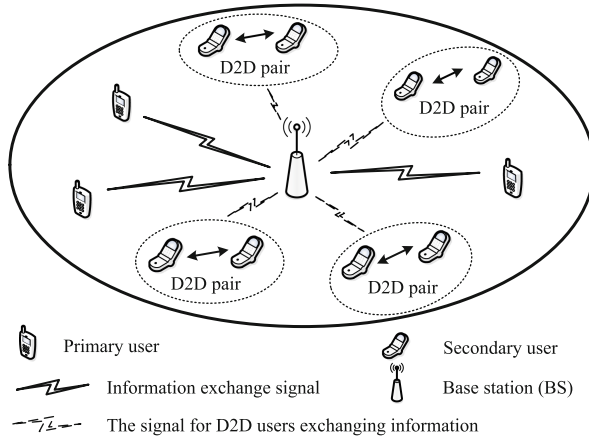 D2D pair
D2D pair
D2D pair
D2D pair
Primary user
Secondary user
Information exchange signal
Base station (BS)
The signal for D2D users exchanging information